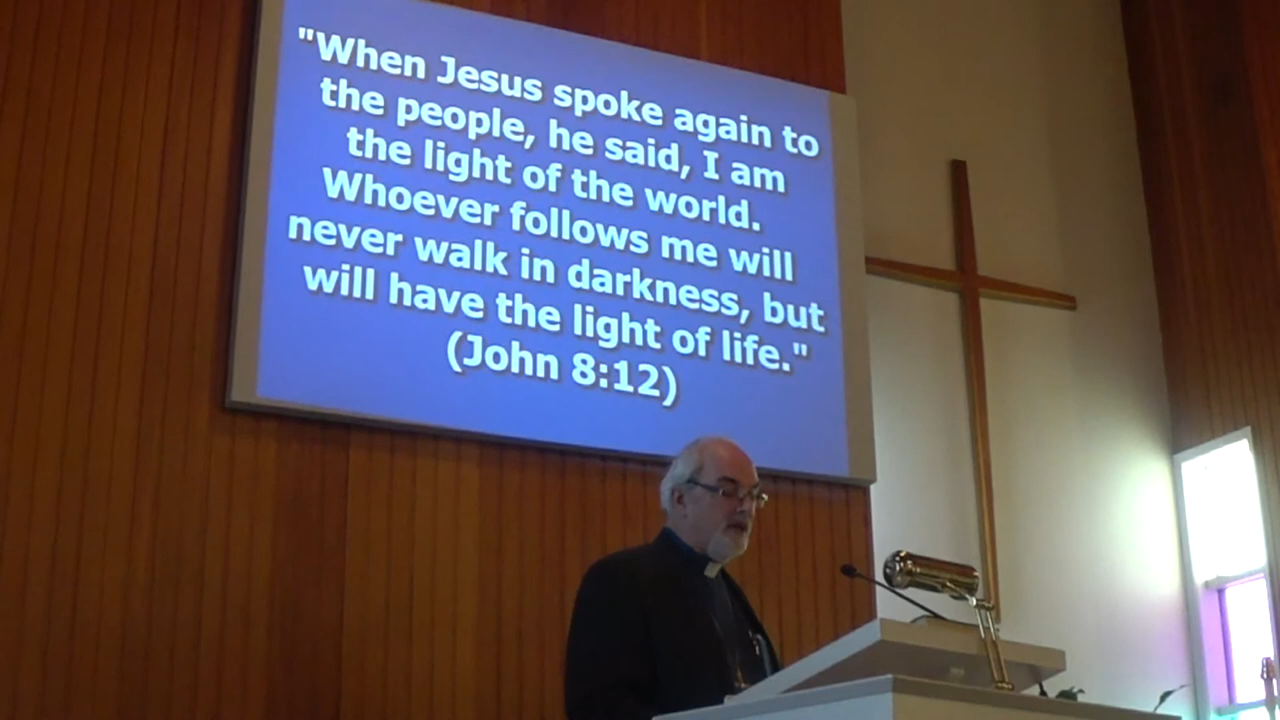 "When Jesus spoke again to
the people, he said, I am
the light of the world.
Whoever follows me will
never walk in darkness, but
will have the light of life."
(John 8:12)